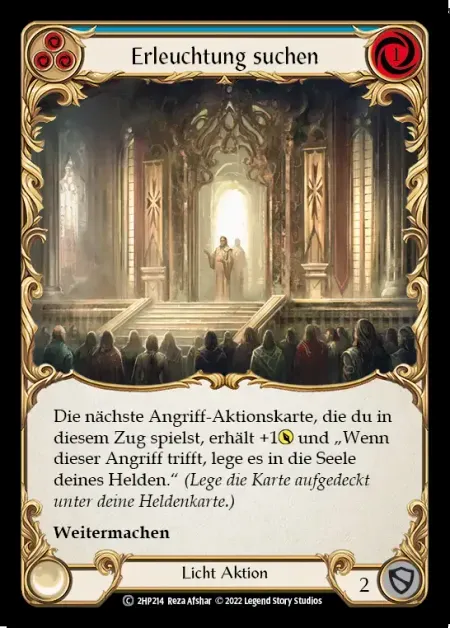 Erleuchtung suchen
1
Die nächste Angriff-Aktionskarte, die du in
diesem Zug spielst, erhält +1 und „Wenn
dieser Angriff trifft, lege es in die Seele
deines Helden.“ (Lege die Karte aufgedeckt
unter deine Heldenkarte.)
Weitermachen
Licht Aktion
2
C 2HP214 Reza Afshar © 2022 Legend Story Studios